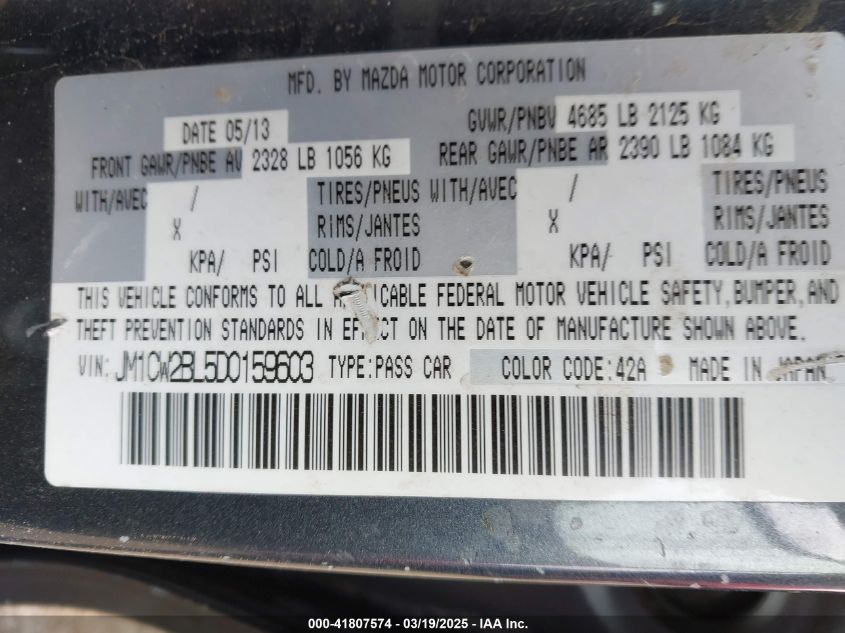 MFD. BY MAZDA MOTOR CORPORATION
DATE 05/13 GVWR/PNBV 4685 LB 2125 KG
FRONT GAWR/PNBE AV 2328 LB 1056 KG REAR GAWR/PNBE AR 2390 LB 1084 KG
WITH/AVEC / TIRES/PNEUS WITH/AVEC / TIRES/PNEUS
X RIMS/JANTES X RIMS/JANTES
KPA/ PSI COLD/A FROID KPA/ PSI COLD/A FROID
THIS VEHICLE CONFORMS TO ALL APPLICABLE FEDERAL MOTOR VEHICLE SAFETY, BUMPER, AND
THEFT PREVENTION STANDARDS IN EFFECT ON THE DATE OF MANUFACTURE SHOWN ABOVE.
VIN: JM1CW2BL5D0159603 TYPE:PASS CAR COLOR CODE:42A MADE IN JAPAN
000-41807574 - 03/19/2025 - IAA Inc.